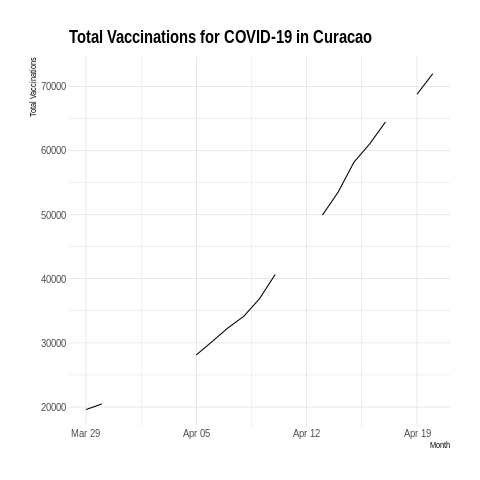 Total Vaccinations for COVID-19 in Curacao
Total Vaccinations
70000
60000
50000
40000
30000
20000
Mar 29 Apr 05 Apr 12 Apr 19
Month